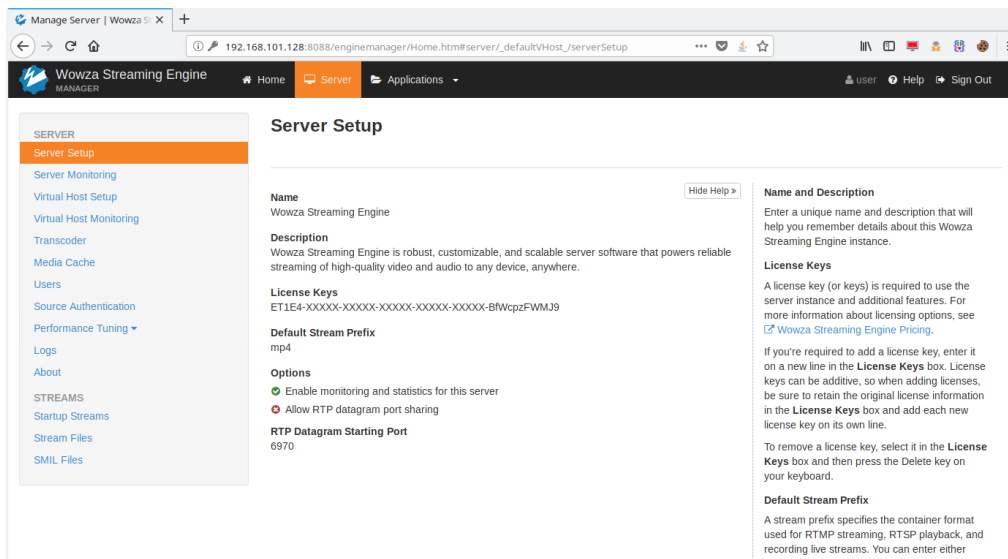 Manage Server | Wowza S
192.168.101.128:8088/enginemanager/Home.htm#server/_defaultVHost_/serverSetup
Wowza Streaming Engine
MANAGER
Home
Server
Applications
user
Help
Sign Out
SERVER
Server Setup
Server Monitoring
Virtual Host Setup
Virtual Host Monitoring
Transcoder
Media Cache
Users
Source Authentication
Performance Tuning
Logs
About
STREAMS
Startup Streams
Stream Files
SMIL Files
Server Setup
Hide Help »
Name
Wowza Streaming Engine
Description
Wowza Streaming Engine is robust, customizable, and scalable server software that powers reliable
streaming of high-quality video and audio to any device, anywhere.
License Keys
ET1E4-XXXXX-XXXXX-XXXXX-XXXXX-XXXXX-BfWcpzFWMJ9
Default Stream Prefix
mp4
Options
Enable monitoring and statistics for this server
Allow RTP datagram port sharing
RTP Datagram Starting Port
6970
Name and Description
Enter a unique name and description that will
help you remember details about this Wowza
Streaming Engine instance.
License Keys
A license key (or keys) is required to use the
server instance and additional features. For
more information about licensing options, see
Wowza Streaming Engine Pricing.
If you're required to add a license key, enter it
on a new line in the License Keys box. License
keys can be additive, so when adding licenses,
be sure to retain the original license information
in the License Keys box and add each new
license key on its own line.
To remove a license key, select it in the License
Keys box and then press the Delete key on
your keyboard.
Default Stream Prefix
A stream prefix specifies the container format
used for RTMP streaming, RTSP playback, and
recording live streams. You can enter either